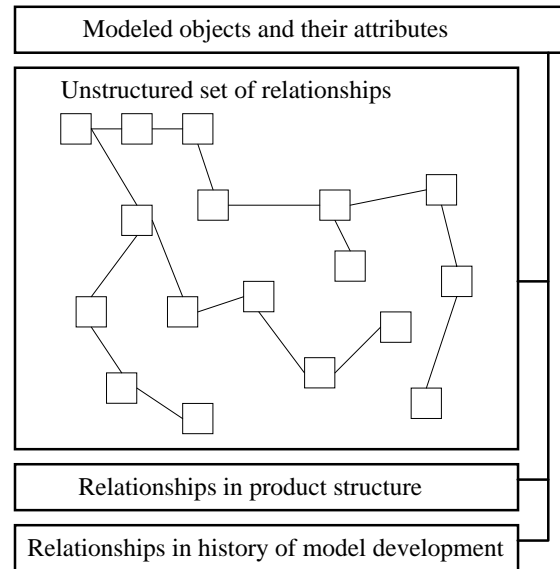 Modeled objects and their attributes
Unstructured set of relationships
Relationships in product structure
Relationships in history of model development